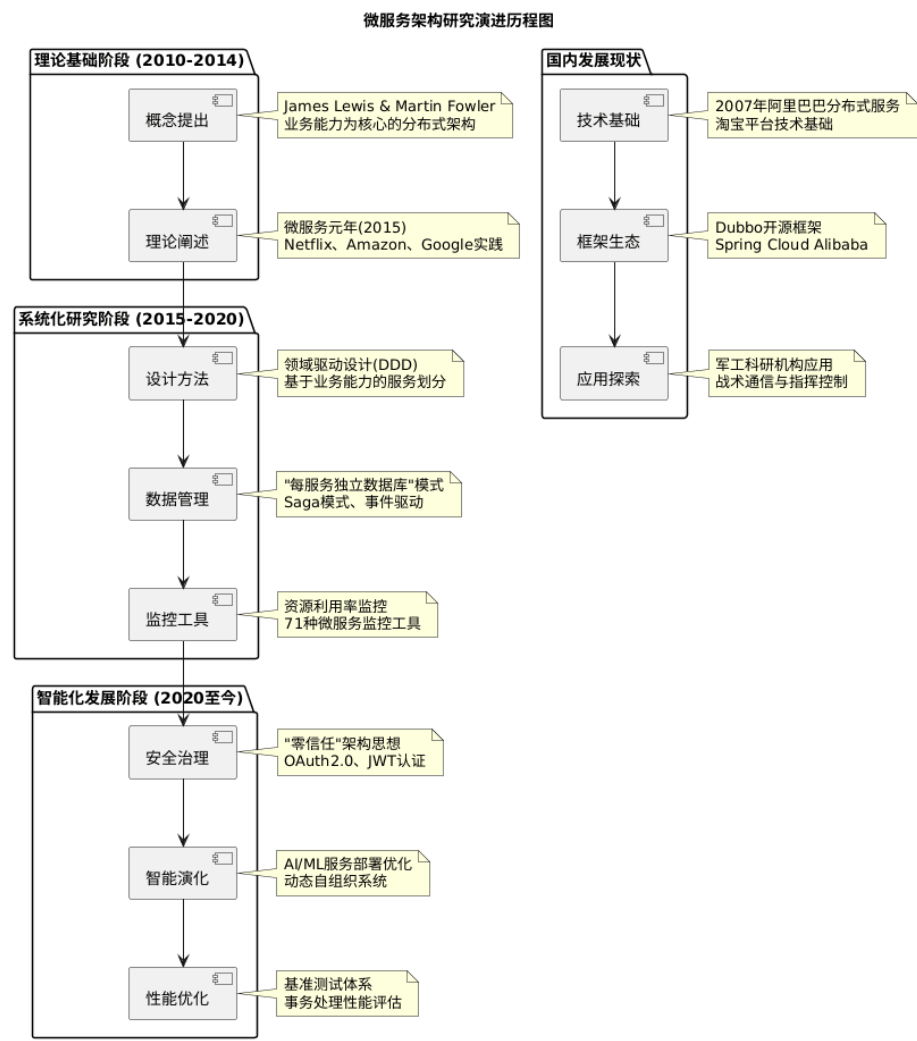 微服务架构研究演进历程图
理论基础阶段 (2010-2014)
概念提出
James Lewis & Martin Fowler
业务能力为核心的分布式架构
理论阐述
微服务元年(2015)
Netflix、Amazon、Google实践
系统化研究阶段 (2015-2020)
设计方法
领域驱动设计(DDD)
基于业务能力的服务划分
数据管理
"每服务独立数据库"模式
Saga模式、事件驱动
监控工具
资源利用率监控
71种微服务监控工具
智能化发展阶段 (2020至今)
安全治理
"零信任"架构思想
OAuth2.0、JWT认证
智能演化
AI/ML服务部署优化
动态自组织系统
性能优化
基准测试体系
事务处理性能评估
国内发展现状
技术基础
2007年阿里巴巴分布式服务
淘宝平台技术基础
框架生态
Dubbo开源框架
Spring Cloud Alibaba
应用探索
军工科研机构应用
战术通信与指挥控制